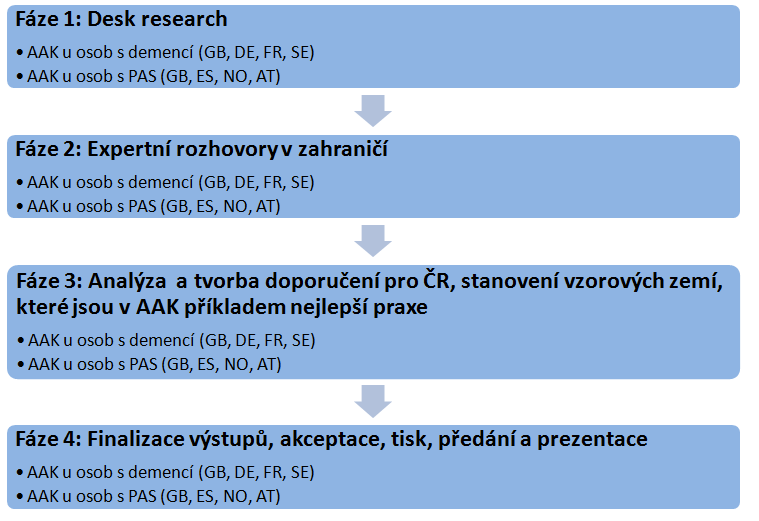 Fáze 1: Desk research
• AAK u osob s demencí (GB, DE, FR, SE)
• AAK u osob s PAS (GB, ES, NO, AT)
Fáze 2: Expertní rozhovory v zahraničí
• AAK u osob s demencí (GB, DE, FR, SE)
• AAK u osob s PAS (GB, ES, NO, AT)
Fáze 3: Analýza a tvorba doporučení pro ČR, stanovení vzorových zemí,
které jsou v AAK příkladem nejlepší praxe
• AAK u osob s demencí (GB, DE, FR, SE)
• AAK u osob s PAS (GB, ES, NO, AT)
Fáze 4: Finalizace výstupů, akceptace, tisk, předání a prezentace
• AAK u osob s demencí (GB, DE, FR, SE)
• AAK u osob s PAS (GB, ES, NO, AT)